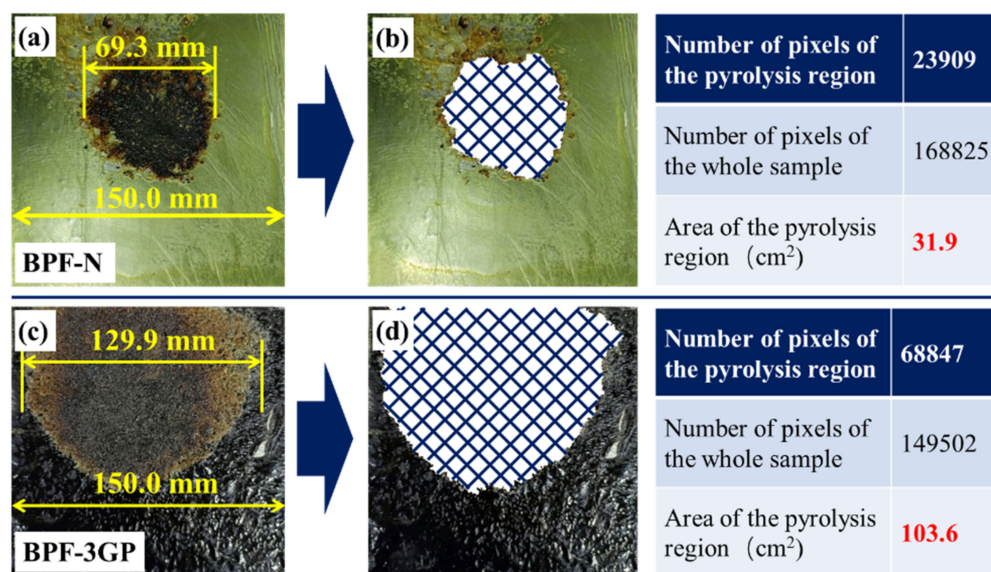 (a)
69.3 mm
150.0 mm
BPF-N
(b)
Number of pixels of
the pyrolysis region
23909
Number of pixels of
the whole sample
168825
Area of the pyrolysis
region（cm²）
31.9
(c)
129.9 mm
150.0 mm
BPF-3GP
(d)
Number of pixels of
the pyrolysis region
68847
Number of pixels of
the whole sample
149502
Area of the pyrolysis
region（cm²）
103.6